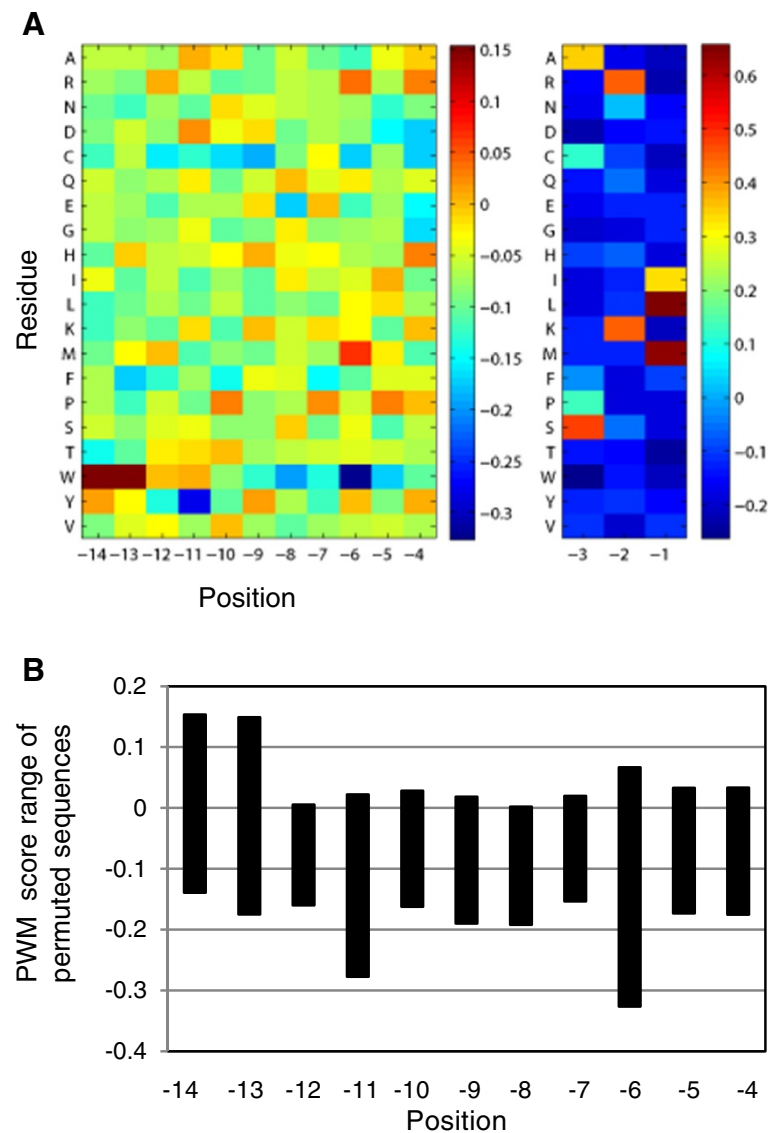 A
Residue
A
R
N
D
C
Q
E
G
H
I
L
K
M
F
P
S
T
W
Y
V
−14 −13 −12 −11 −10 −9 −8 −7 −6 −5 −4
0.15
0.1
0.05
0
−0.05
−0.1
−0.15
−0.2
−0.25
−0.3
A
R
N
D
C
Q
E
G
H
I
L
K
M
F
P
S
T
W
Y
V
−3 −2 −1
0.6
0.5
0.4
0.3
0.2
0.1
0
−0.1
−0.2
Position
B
PWM score range of
permuted sequences
0.2
0.1
0
-0.1
-0.2
-0.3
-0.4
-14 -13 -12 -11 -10 -9 -8 -7 -6 -5 -4
Position